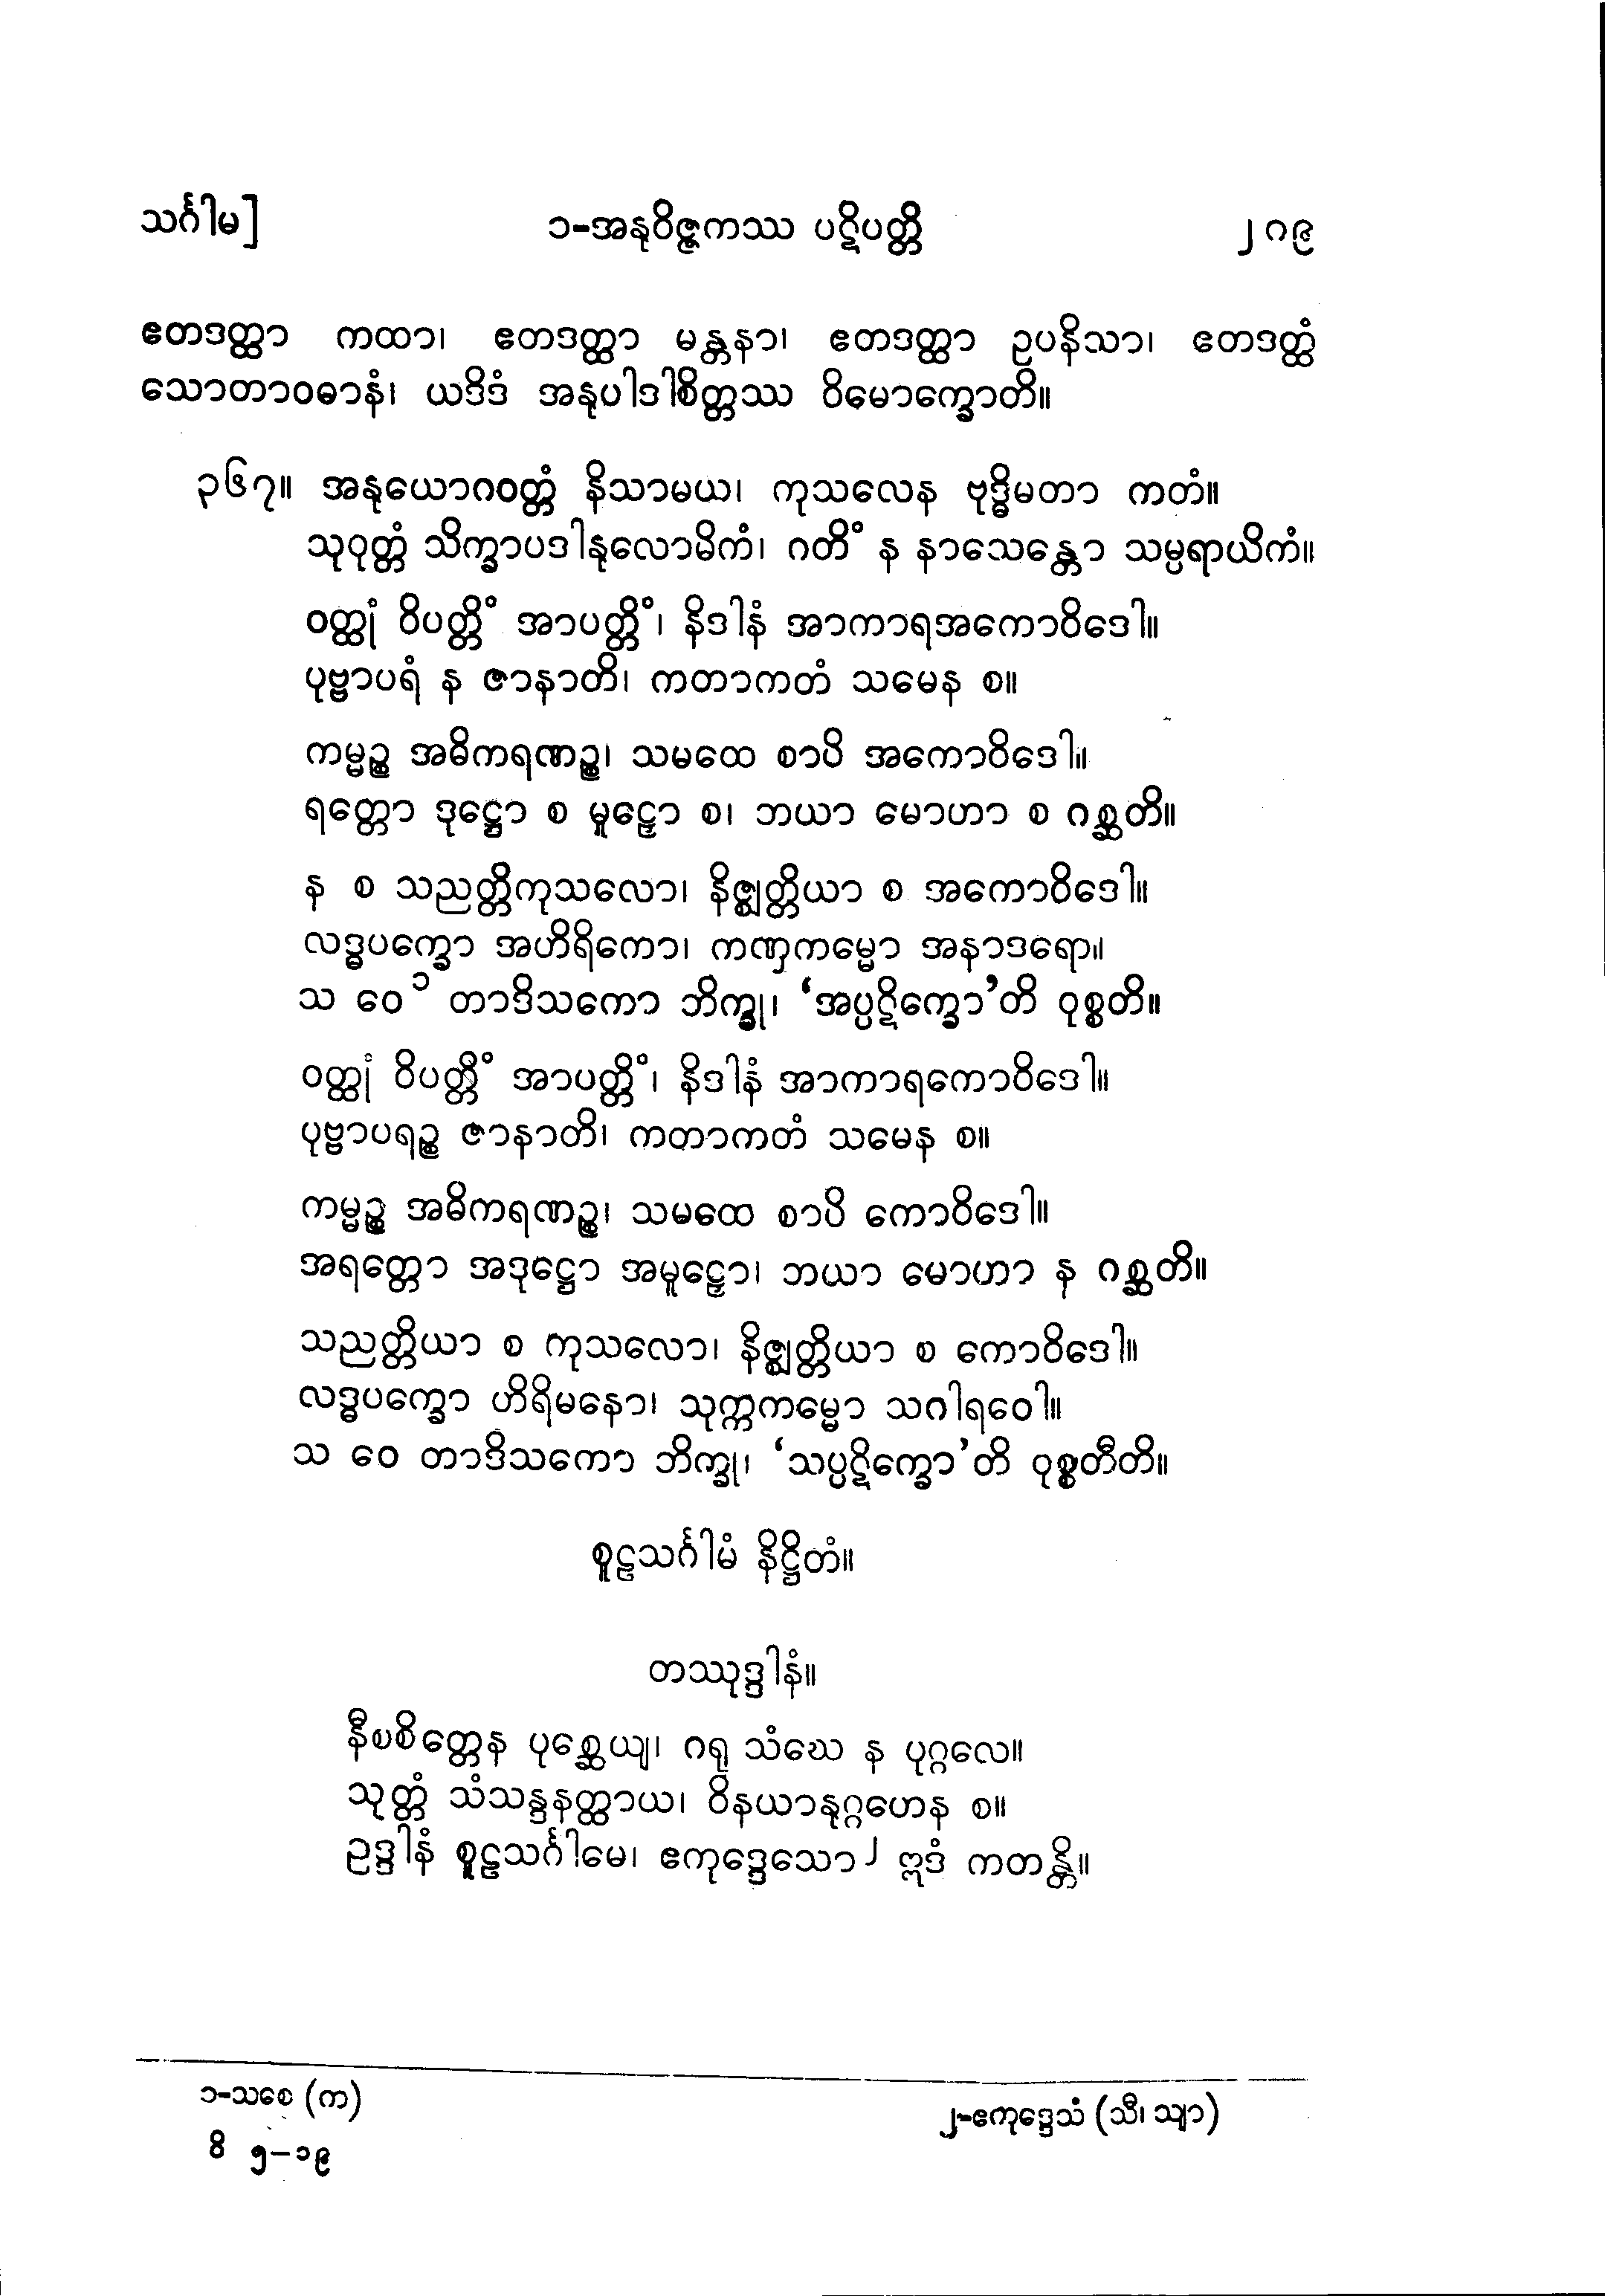 သင်္ဂါမ]
၁-အနုဝိဇ္ဇကဿ ပဋိပတ္တိ
၂၈၉
ဧတဒတ္ထာ ကထာ၊ ဧတဒတ္ထာ မန္တနာ၊ ဧတဒတ္ထာ ဥပနိသာ၊ ဧတဒတ္ထံ
သောတာဝဓာနံ၊ ယဒိဒံ အနုပါဒါစိတ္တဿ ဝိမောက္ခောတိ။
၃၆၇။ အနုယောဂဝတ္တံ နိသာမယ၊ ကုသလေန ဗုဒ္ဓိမတာ ကတံ။
သုဝုတ္တံ သိက္ခာပဒါနုလောမိကံ၊ ဂတိံ န နာသေန္တော သမ္ပရာယိကံ။
ဝတ္ထုံ ဝိပတ္တိံ အာပတ္တိံ၊ နိဒါနံ အာကာရအကောဝိဒေါ။
ပုဗ္ဗာပရံ န ဇာနာတိ၊ ကတာကတံ သမေန စ။
ကမ္မဉ္စ အဓိကရဏဉ္စ၊ သမထေ စာပိ အကောဝိဒေါ။
ရတ္တော ဒုဋ္ဌော စ မူဠှော စ၊ ဘယာ မောဟာ စ ဂစ္ဆတိ။
န စ သညတ္တိကုသလော၊ နိဇ္ဈတ္တိယာ စ အကောဝိဒေါ။
လဒ္ဓပက္ခော အဟိရိကော၊ ကဏှကမ္မော အနာဒရော။
သ ဝေ ၁ တာဒိသကော ဘိက္ခု၊ ‘အပ္ပဋိက္ခော’တိ ဝုစ္စတိ။
ဝတ္ထုံ ဝိပတ္တိံ အာပတ္တိံ၊ နိဒါနံ အာကာရကောဝိဒေါ။
ပုဗ္ဗာပရဉ္စ ဇာနာတိ၊ ကတာကတံ သမေန စ။
ကမ္မဉ္စ အဓိကရဏဉ္စ၊ သမထေ စာပိ ကောဝိဒေါ။
အရတ္တော အဒုဋ္ဌော အမူဠှော၊ ဘယာ မောဟာ န ဂစ္ဆတိ။
သညတ္တိယာ စ ကုသလော၊ နိဇ္ဈတ္တိယာ စ ကောဝိဒေါ။
လဒ္ဓပက္ခော ဟိရိမနော၊ သုက္ကကမ္မော သဂါရဝေါ။
သ ဝေ တာဒိသကော ဘိက္ခု၊ ‘သပ္ပဋိက္ခော’တိ ဝုစ္စတီတိ။
စူဠသင်္ဂါမံ နိဋ္ဌိတံ။
တဿုဒ္ဒါနံ။
နီစစိတ္တေန ပုစ္ဆေယျ၊ ဂရု သံဃေ န ပုဂ္ဂလေ။
သုတ္တံ သံသန္ဒနတ္ထာယ၊ ဝိနယာနုဂ္ဂဟေန စ။
ဥဒ္ဒါနံ စူဠသင်္ဂါမေ၊ ဧကုဒ္ဒေသော ၂ ဣဒံ ကတန္တိ။
၁-သစေ (က)
၂-ဧကုဒ္ဒေသံ (သီ၊ သျာ)
ဝိ ၅-၁၉